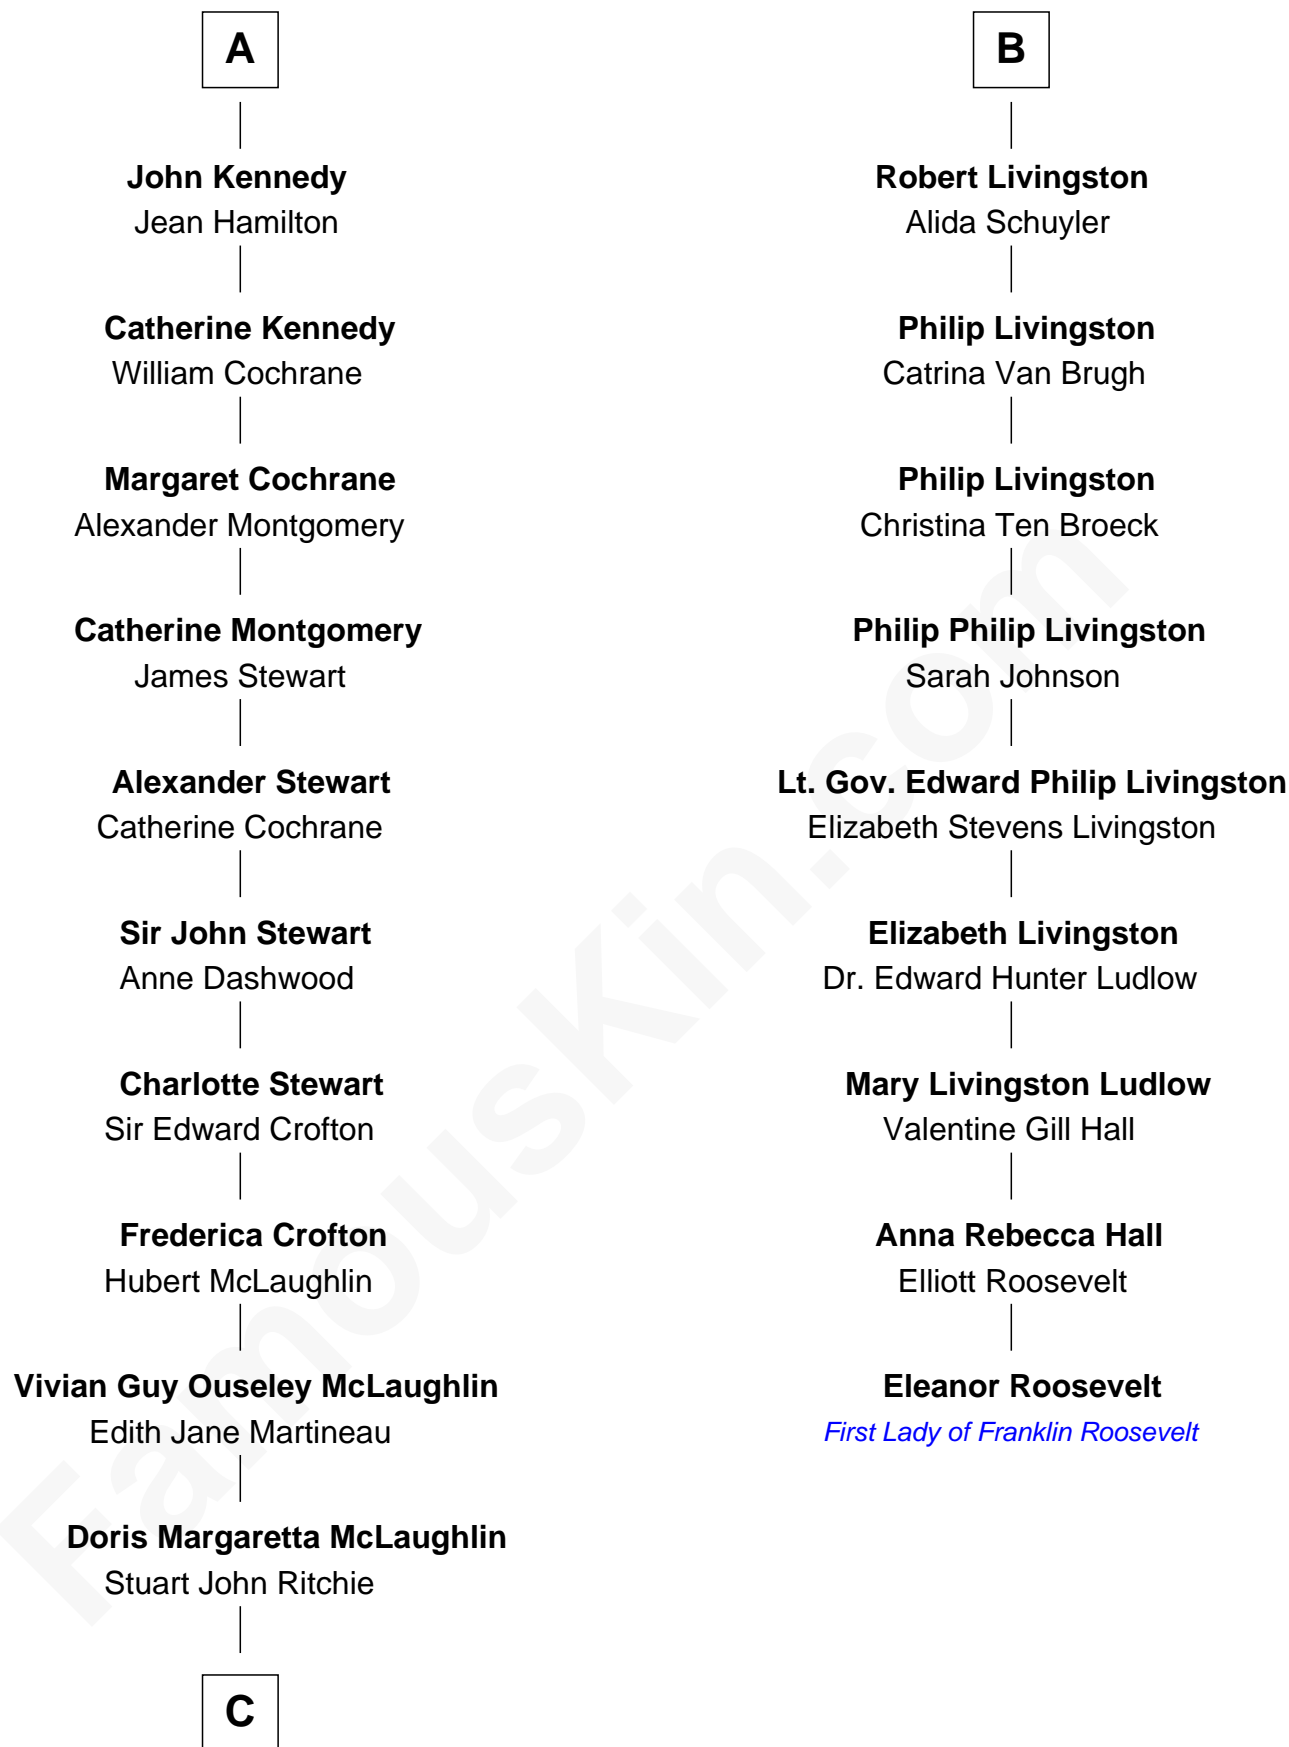 A
John Kennedy
Jean Hamilton
Catherine Kennedy
William Cochrane
Margaret Cochrane
Alexander Montgomery
Catherine Montgomery
James Stewart
Alexander Stewart
Catherine Cochrane
Sir John Stewart
Anne Dashwood
Charlotte Stewart
Sir Edward Crofton
Frederica Crofton
Hubert McLaughlin
Vivian Guy Ouseley McLaughlin
Edith Jane Martineau
Doris Margaretta McLaughlin
Stuart John Ritchie
C
B
Robert Livingston
Alida Schuyler
Philip Livingston
Catrina Van Brugh
Philip Livingston
Christina Ten Broeck
Philip Philip Livingston
Sarah Johnson
Lt. Gov. Edward Philip Livingston
Elizabeth Stevens Livingston
Elizabeth Livingston
Dr. Edward Hunter Ludlow
Mary Livingston Ludlow
Valentine Gill Hall
Anna Rebecca Hall
Elliott Roosevelt
Eleanor Roosevelt
First Lady of Franklin Roosevelt
FamousKin.com